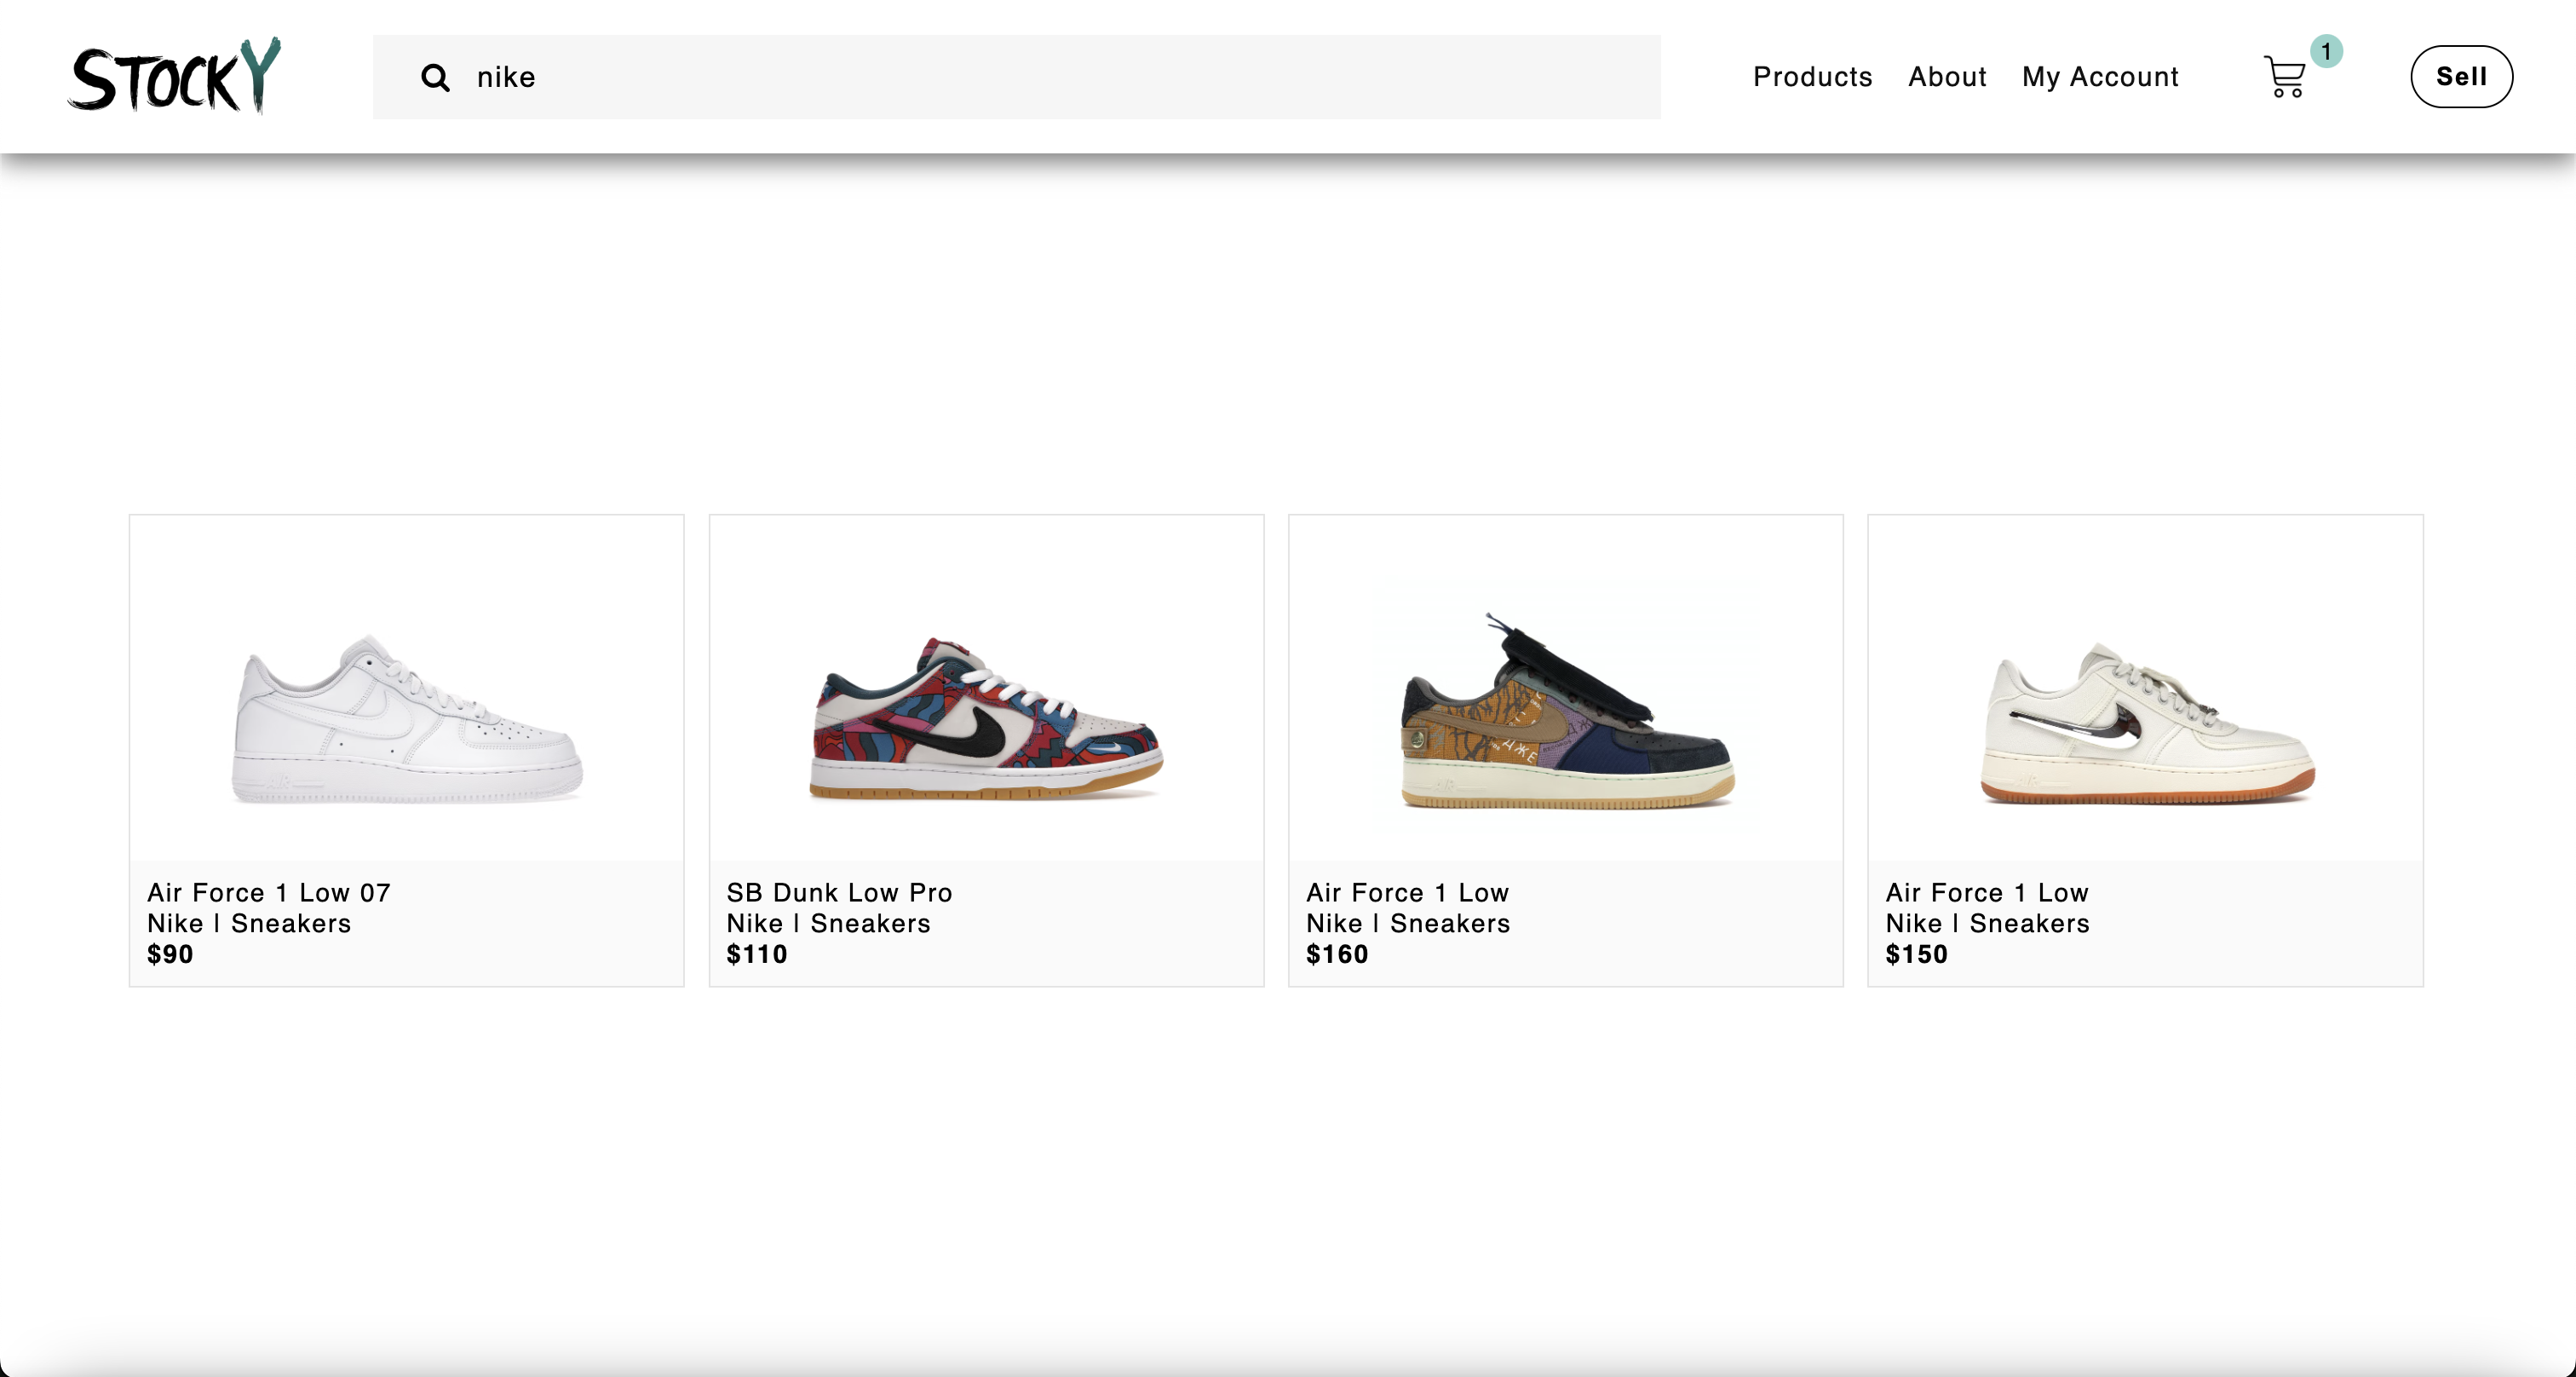 STOCKY
nike
Products About My Account
1
Sell
Air Force 1 Low 07
Nike | Sneakers
$90
SB Dunk Low Pro
Nike | Sneakers
$110
Air Force 1 Low
Nike | Sneakers
$160
Air Force 1 Low
Nike | Sneakers
$150